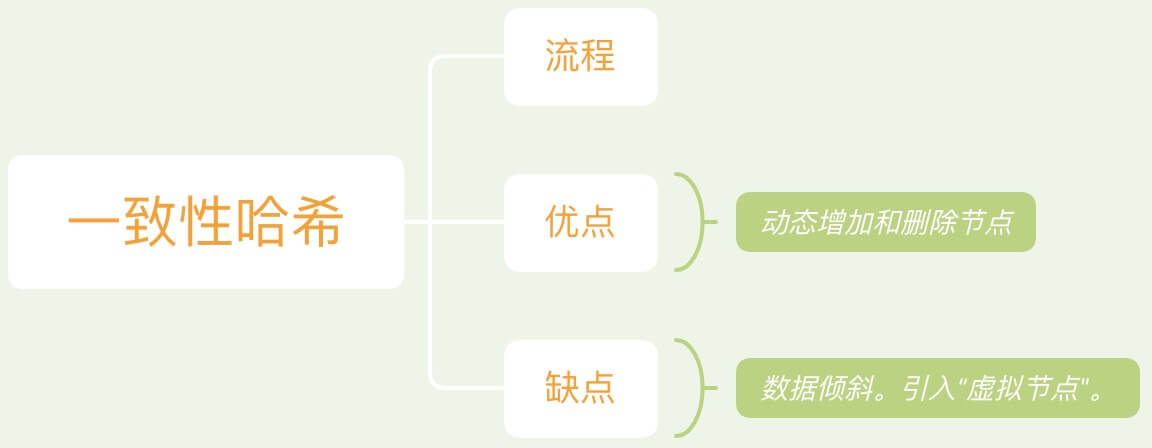 流程
一致性哈希
优点
动态增加和删除节点
缺点
数据倾斜。引入“虚拟节点”。